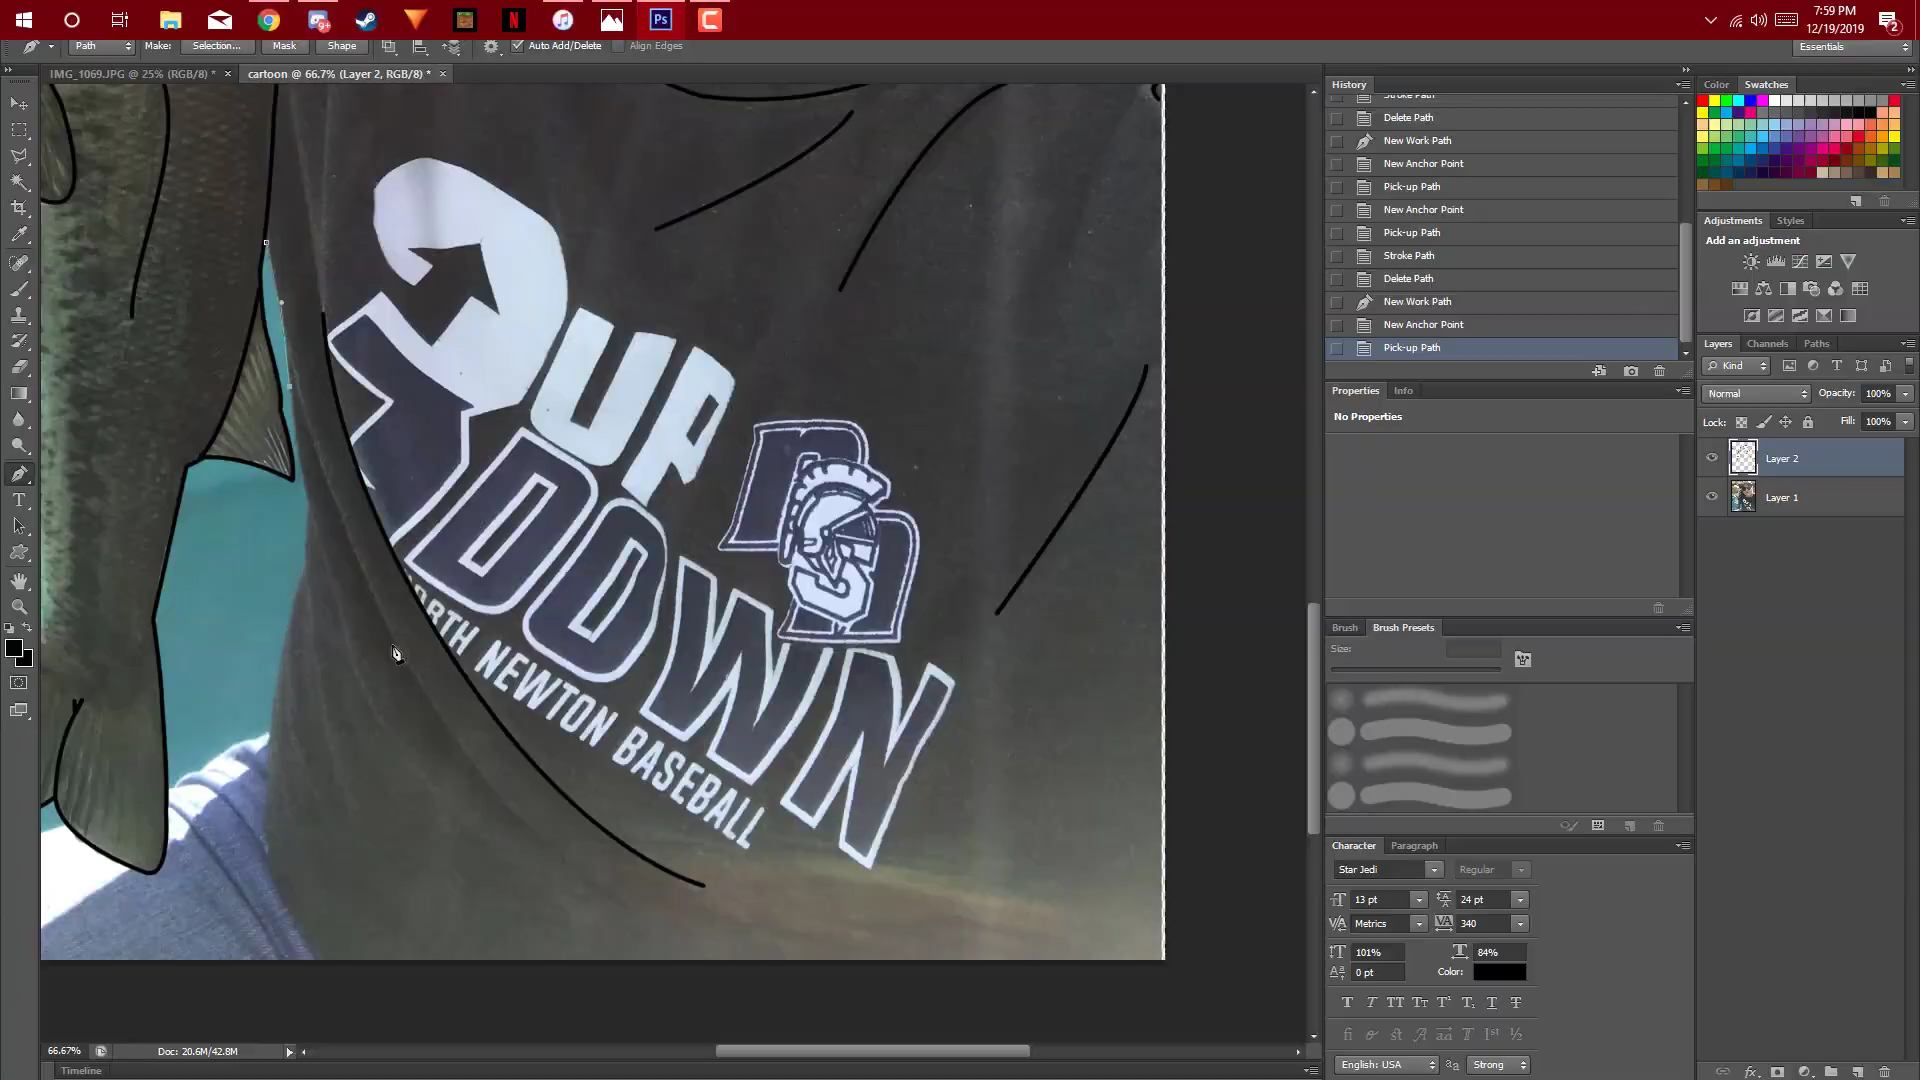 7:59 PM
12/19/2019
2
9+
Ps
Path
Make:
Selection...
Mask
Shape
Auto Add/Delete
Align Edges
Essentials
IMG_1069.JPG @ 25% (RGB/8) *
cartoon @ 66.7% (Layer 2, RGB/8) *
History
Stroke Path
Delete Path
New Work Path
New Anchor Point
Pick-up Path
New Anchor Point
Pick-up Path
Stroke Path
Delete Path
New Work Path
New Anchor Point
Pick-up Path
Color
Swatches
Adjustments
Styles
Add an adjustment
Layers
Channels
Paths
Kind
Normal
Opacity:
100%
Lock:
Fill:
100%
Layer 2
Layer 1
Properties
Info
No Properties
Brush
Brush Presets
Size:
Character
Paragraph
Star Jedi
Regular
13 pt
24 pt
Metrics
340
101%
84%
0 pt
Color:
English: USA
Strong
UP
DOWN
NORTH NEWTON BASEBALL
66.67%
Doc: 20.6M/42.8M
Timeline